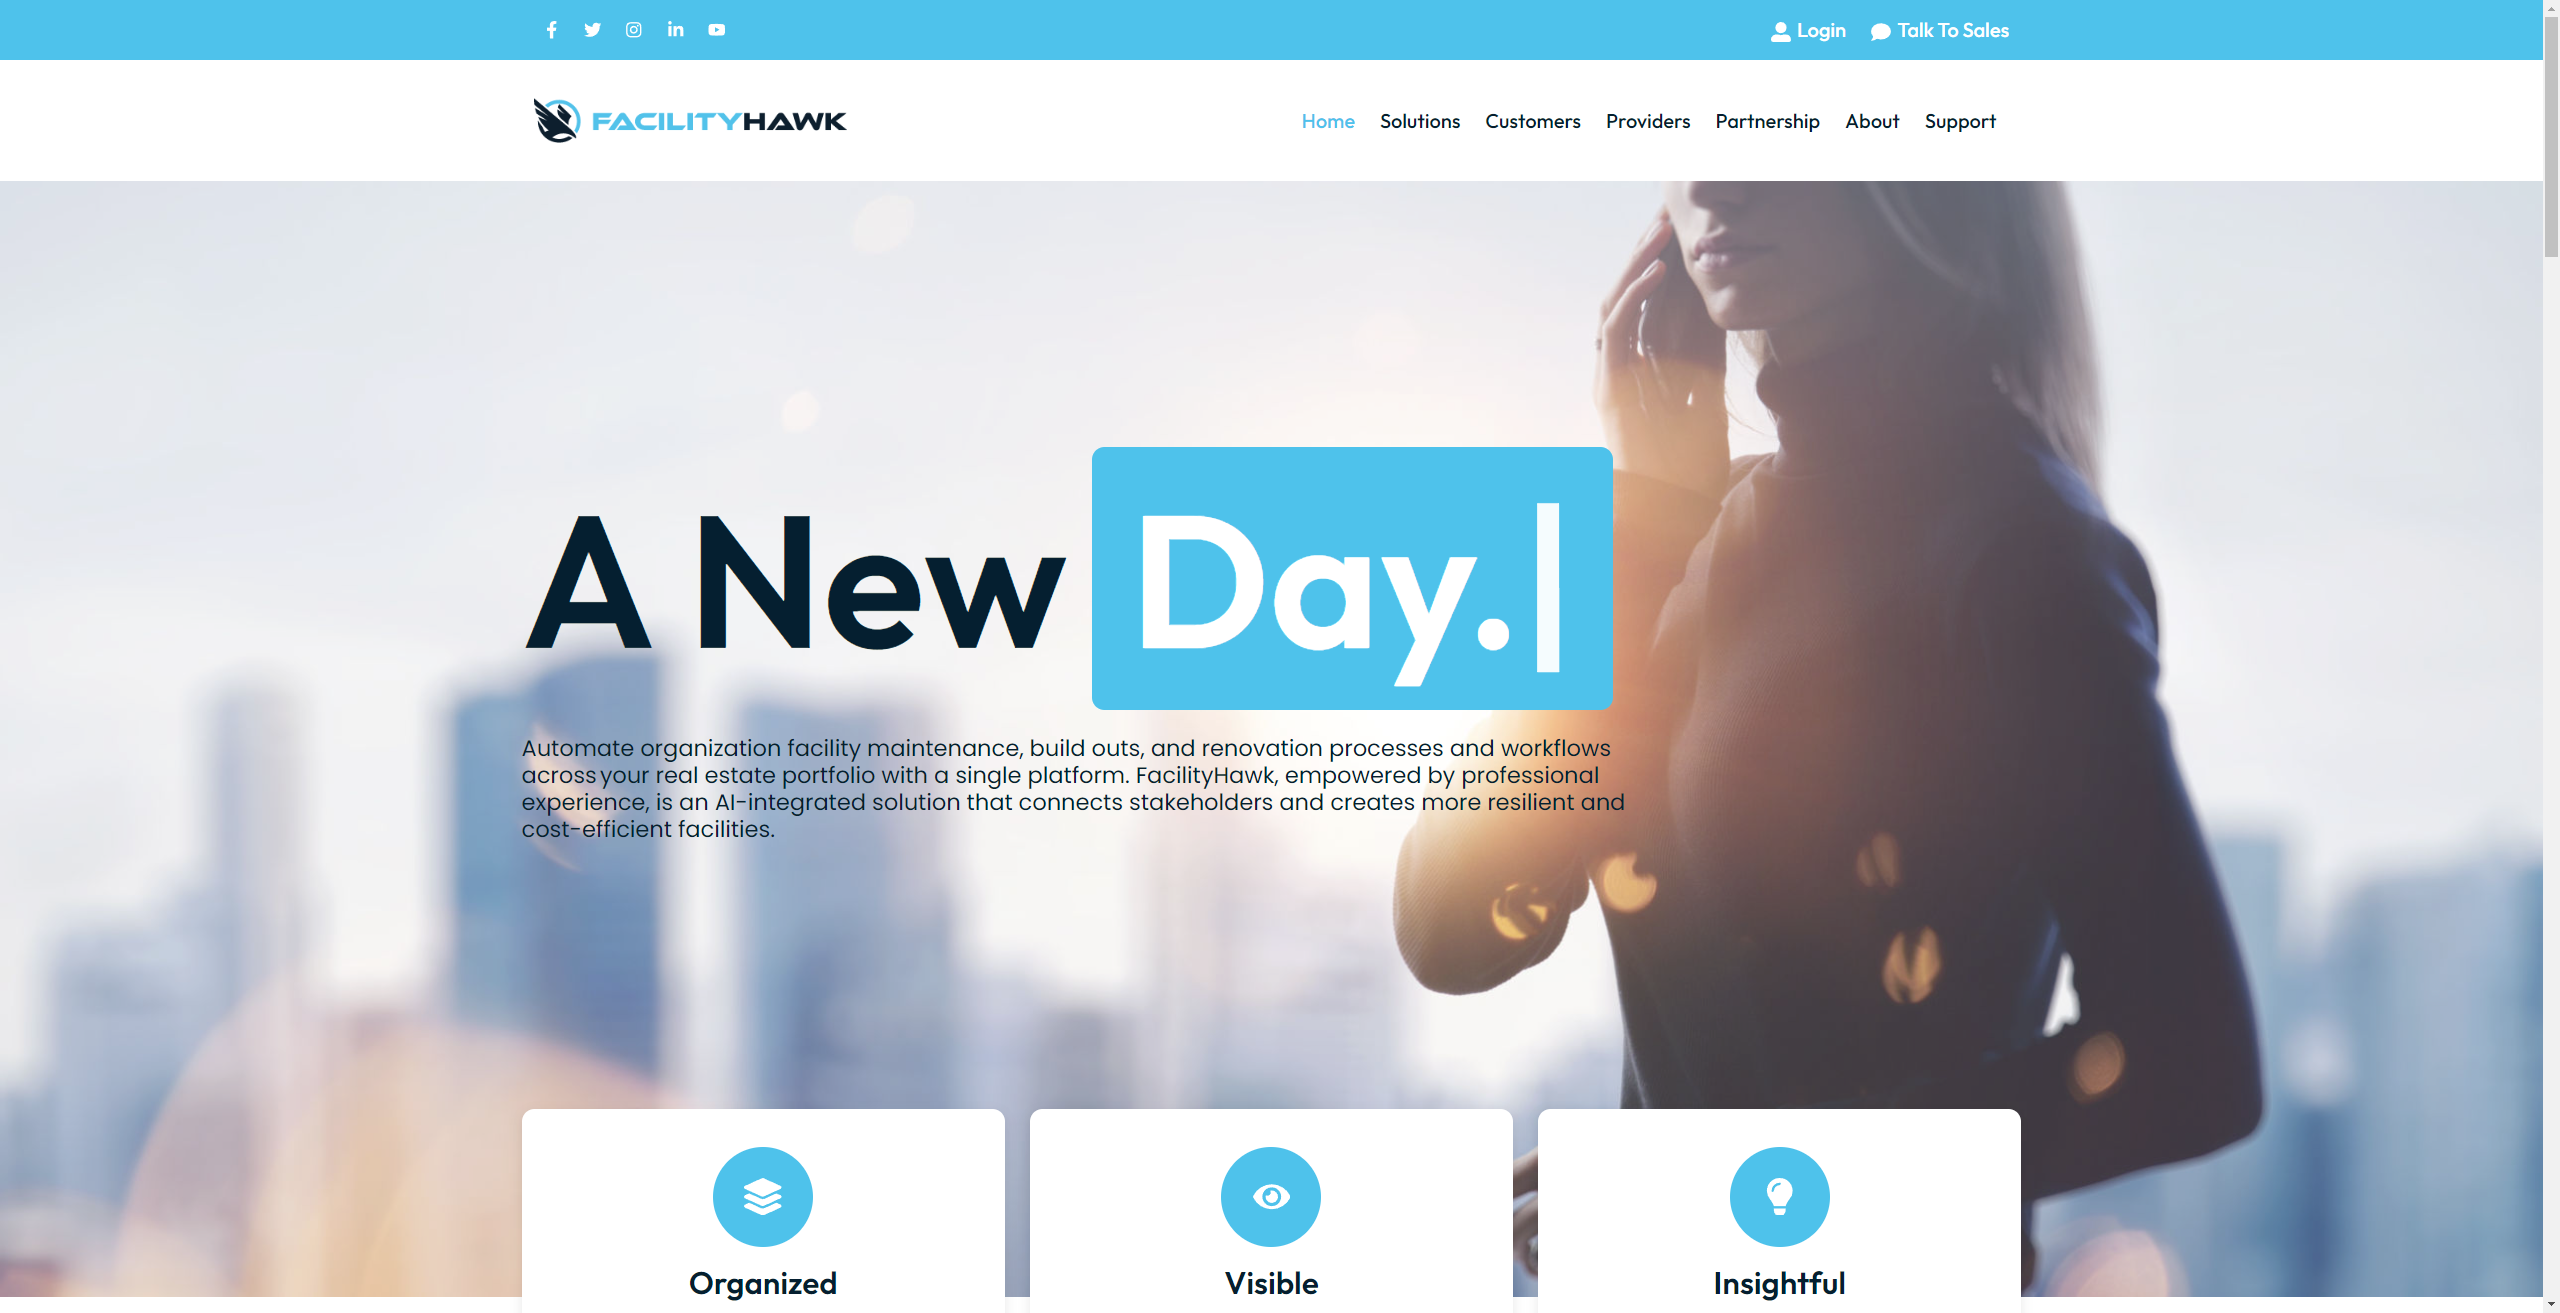 Login Talk To Sales
FACILITYHAWK
Home Solutions Customers Providers Partnership About Support
A New Day.
Automate organization facility maintenance, build outs, and renovation processes and workflows
across your real estate portfolio with a single platform. FacilityHawk, empowered by professional
experience, is an AI-integrated solution that connects stakeholders and creates more resilient and
cost-efficient facilities.
Organized Visible Insightful